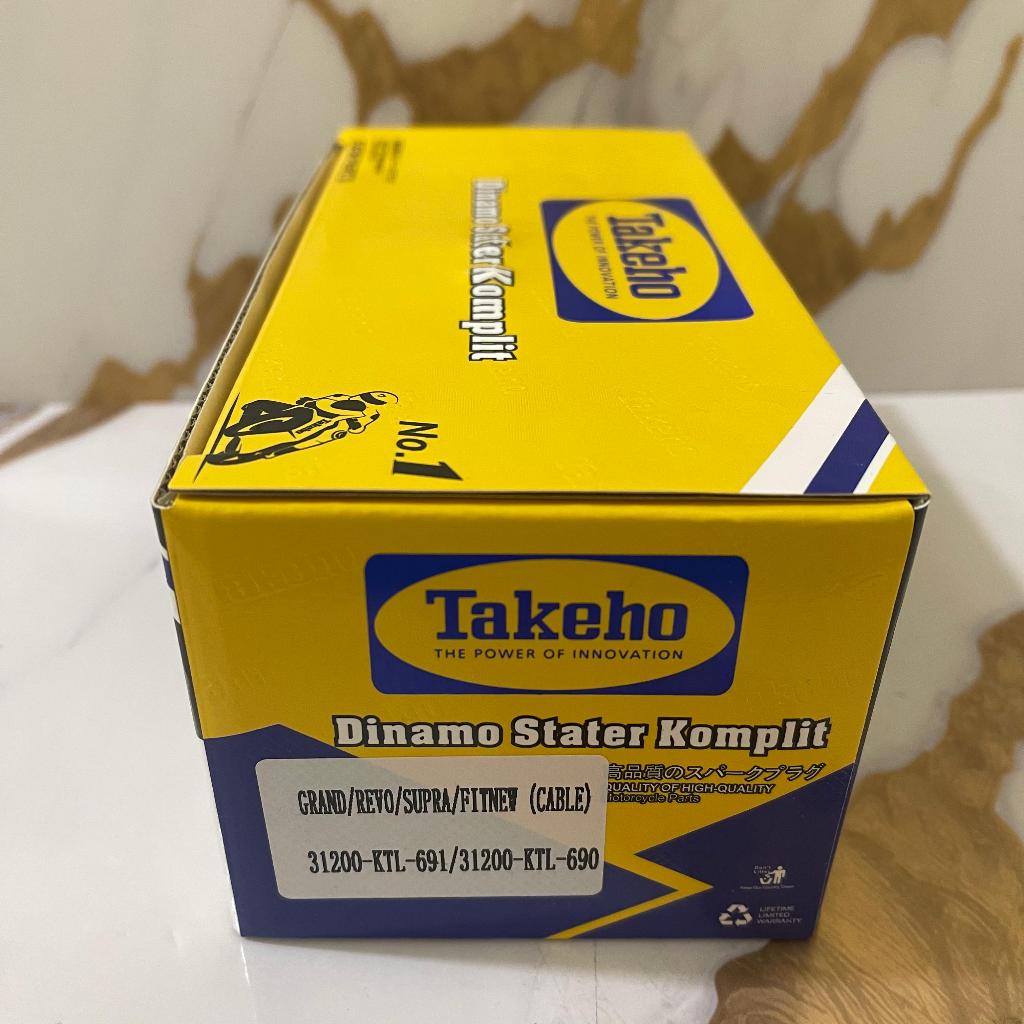 Takeho
THE POWER OF INNOVATION
Dinamo Stater Komplit
No.1
Takeho
THE POWER OF INNOVATION
Dinamo Stater Komplit
高品質のスパークプラグ
QUALITY OF HIGH-QUALITY
Motorcycle Parts
GRAND/REVO/SUPRA/FITNEW (CABLE)
31200-KTL-691/31200-KTL-690
LIFETIME
LIMITED
WARRANTY